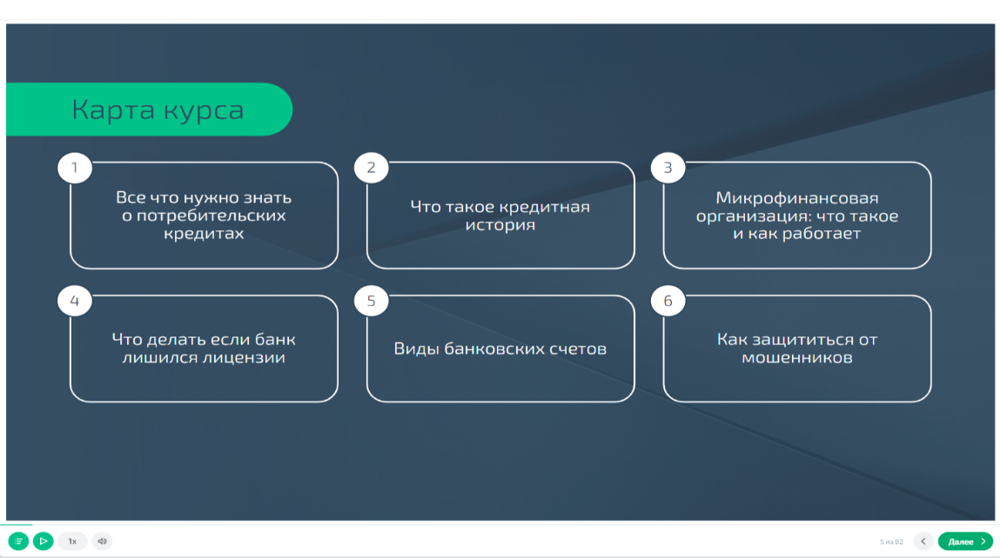 Карта курса
1
Все что нужно знать
о потребительских
кредитах
2
Что такое кредитная
история
3
Микрофинансовая
организация: что такое
и как работает
4
Что делать если банк
лишился лицензии
5
Виды банковских счетов
6
Как защититься от
мошенников
1x
5 из 82
Далее